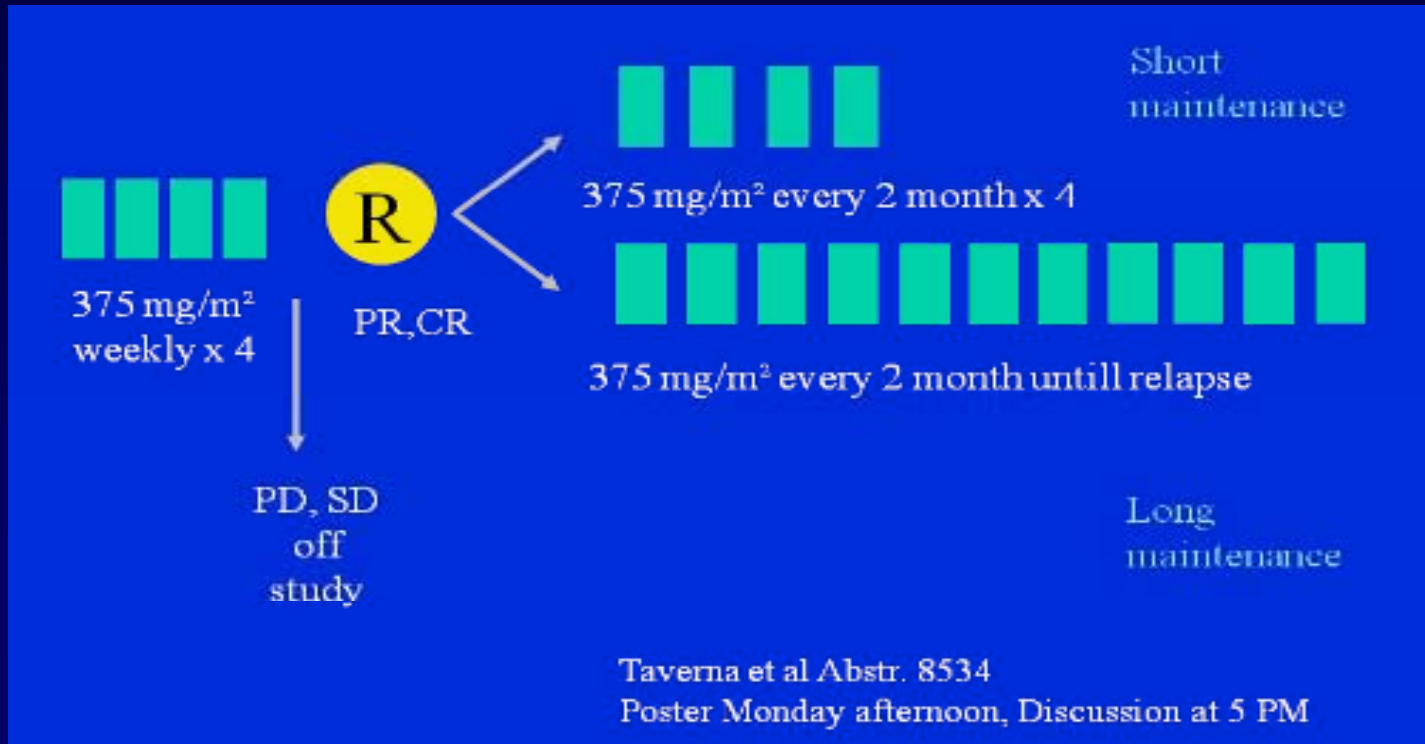 Short
maintenance
375 mg/m² every 2 month x 4
R
375 mg/m²
weekly x 4
PR,CR
375 mg/m² every 2 month untill relapse
PD, SD
off
study
Long
maintenance
Taverna et al Abstr. 8534
Poster Monday afternoon, Discussion at 5 PM